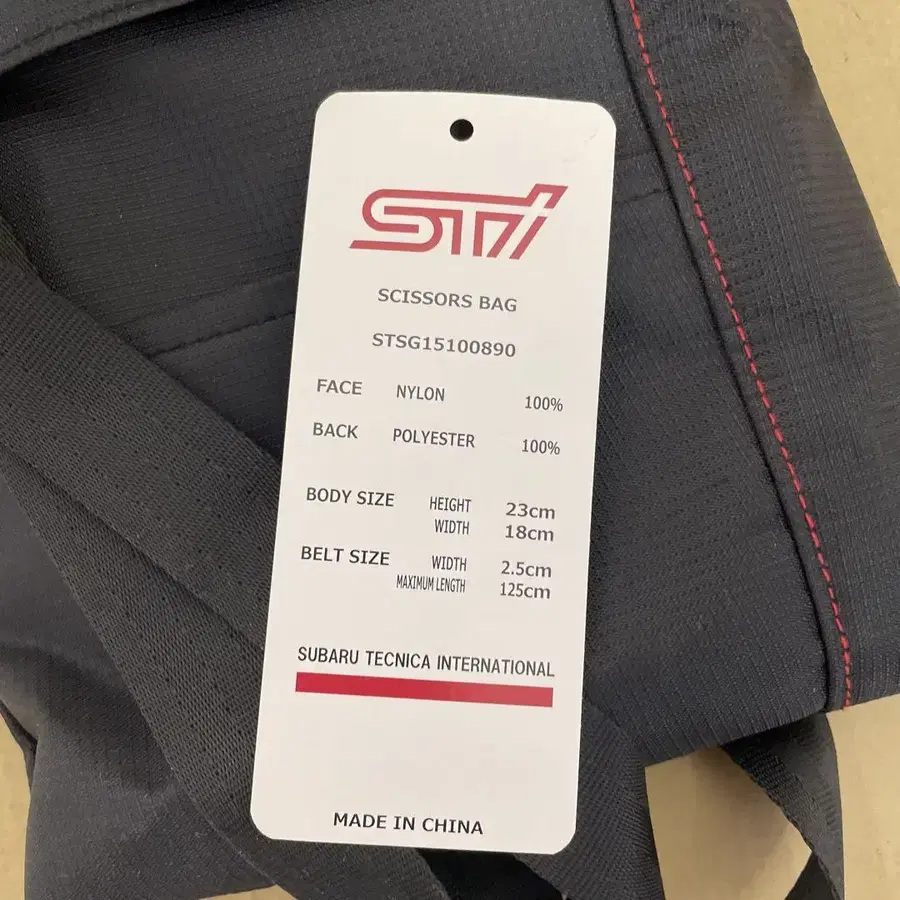 STi
SCISSORS BAG
STSG15100890
FACE NYLON 100%
BACK POLYESTER 100%
BODY SIZE HEIGHT 23cm
WIDTH 18cm
BELT SIZE WIDTH 2.5cm
MAXIMUM LENGTH 125cm
SUBARU TECNICA INTERNATIONAL
MADE IN CHINA